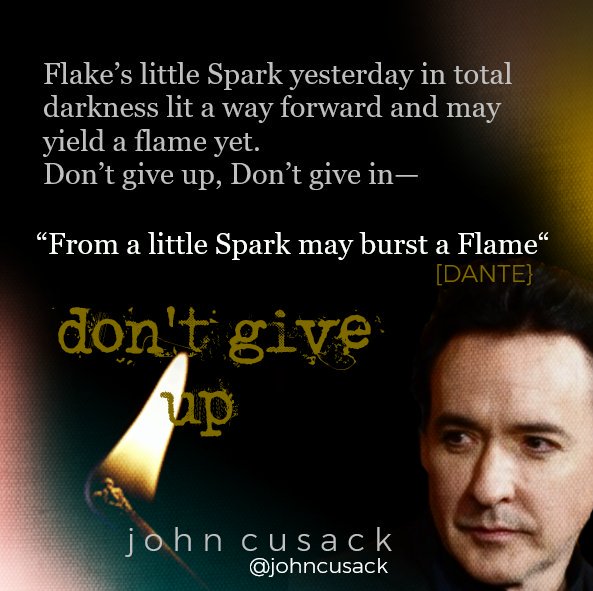 Flake’s little Spark yesterday in total
darkness lit a way forward and may
yield a flame yet.
Don’t give up, Don’t give in—
“From a little Spark may burst a Flame“
[DANTE}
don't give
up
john cusack
@johncusack